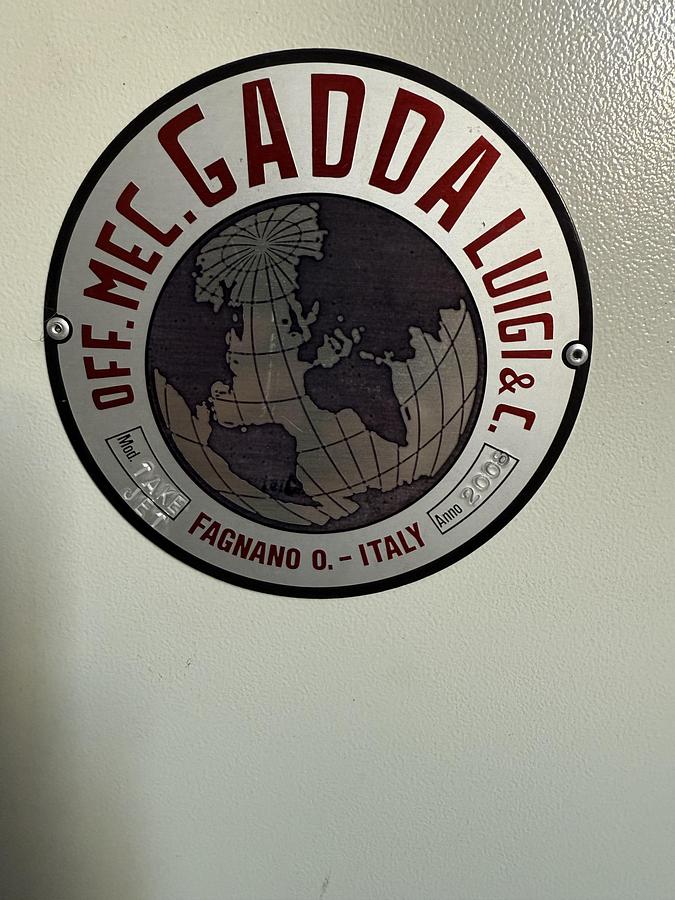 OFF. MEC. GADDA LUIGI & C.
Mod. TAKE
JET
FAGNANO O. - ITALY
Anno 2008